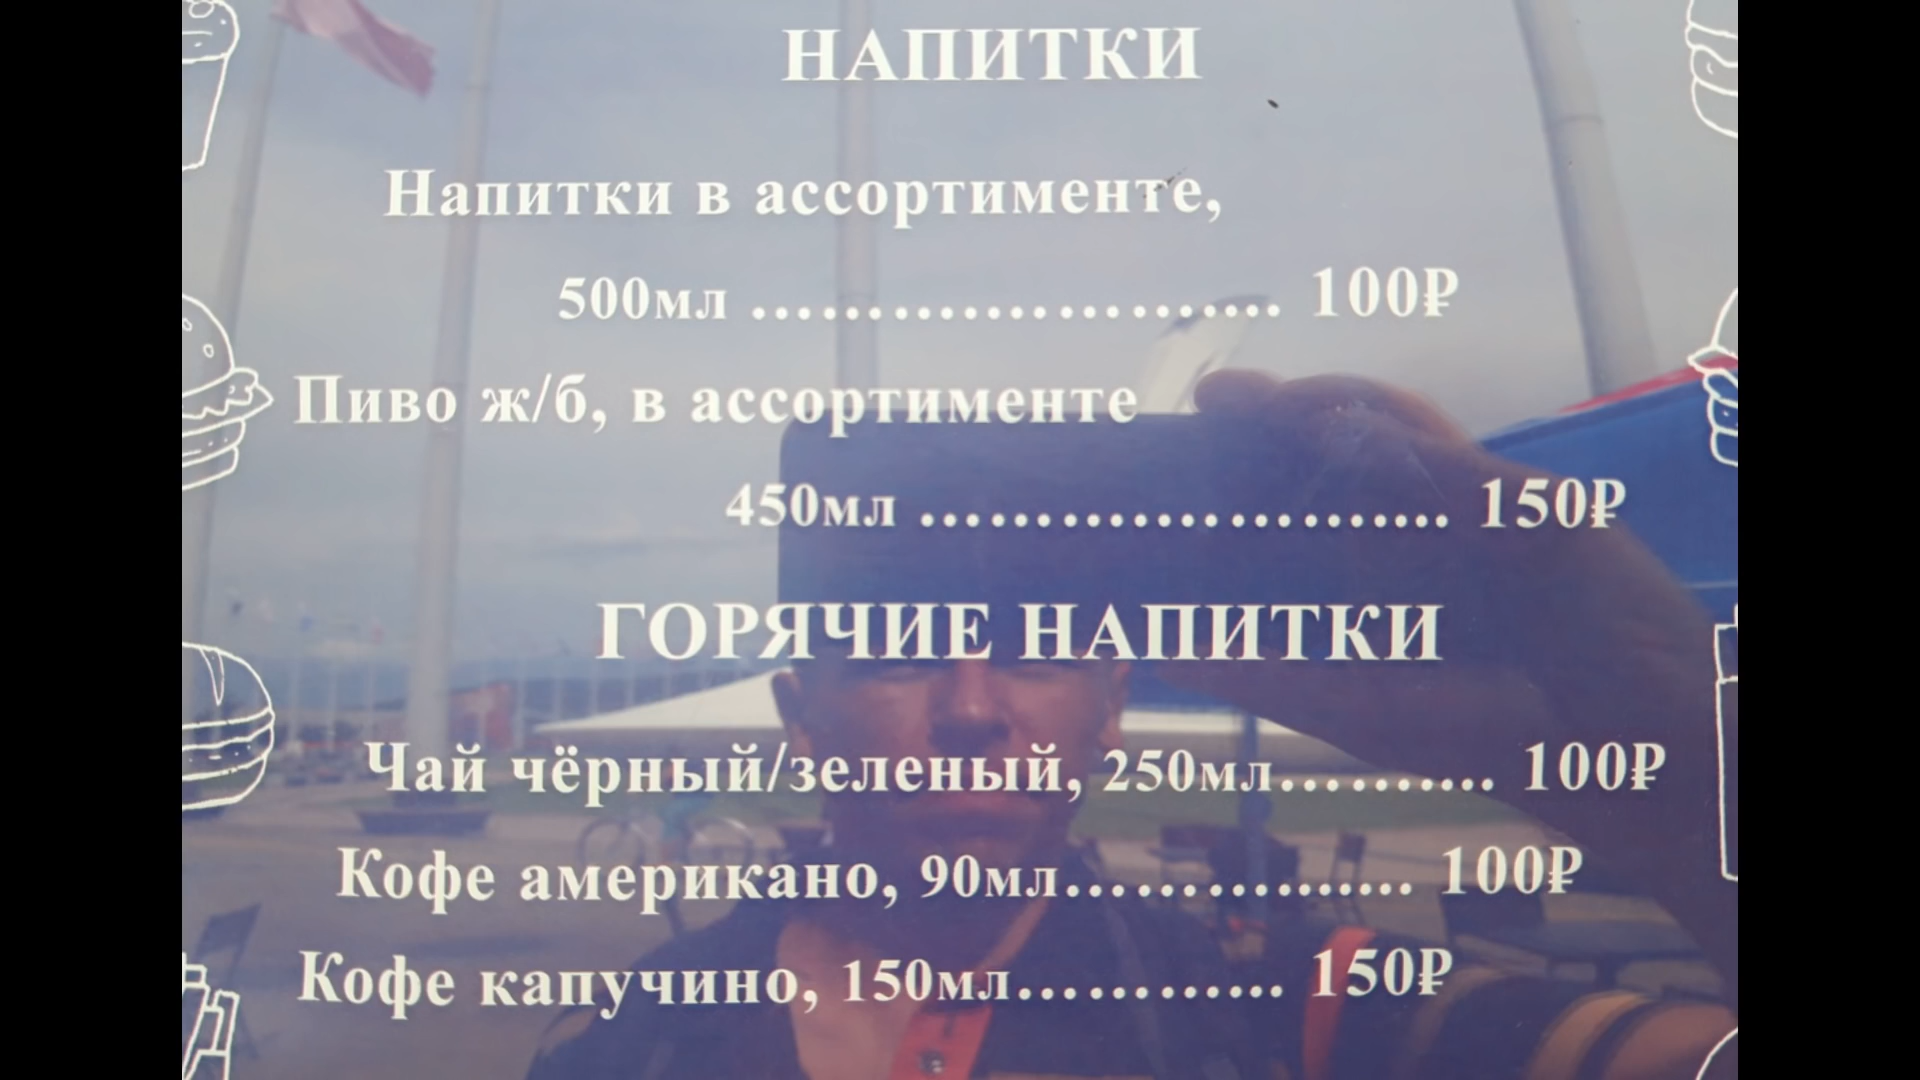 НАПИТКИ
Напитки в ассортименте,
500мл ........................ 100₽
Пиво ж/б, в ассортименте
450мл ........................ 150₽
ГОРЯЧИЕ НАПИТКИ
Чай чёрный/зеленый, 250мл.......... 100₽
Кофе американо, 90мл................ 100₽
Кофе капучино, 150мл............ 150₽